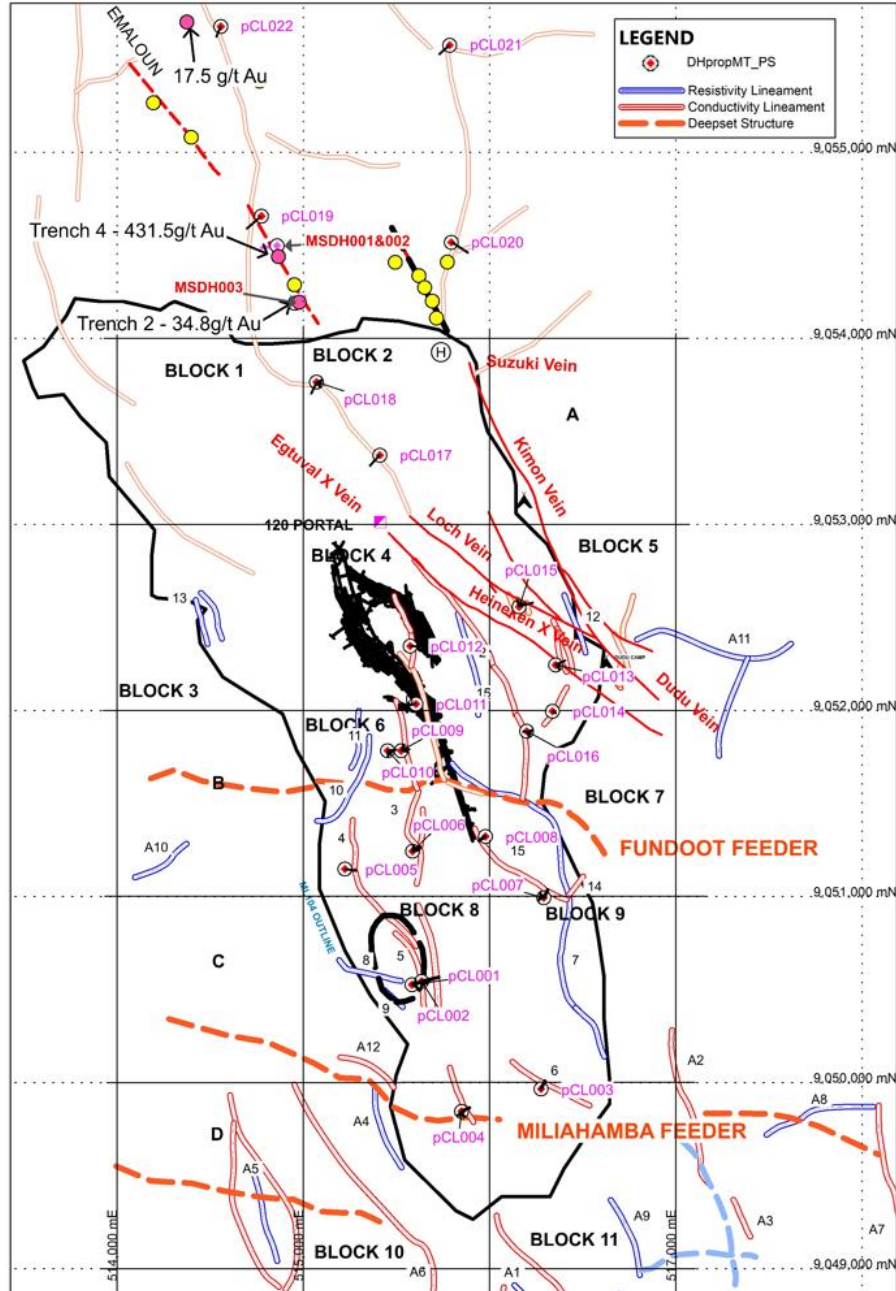 EMALOUN
pCL022
17.5 g/t Au
pCL021
LEGEND
DHpropMT_PS
Resistivity Lineament
Conductivity Lineament
Deepset Structure
9,055,000 mN
pCL019
Trench 4 - 431.5g/t Au
MSDH001&002
pCL020
MSDH003
Trench 2 - 34.8g/t Au
9,054,000 mN
BLOCK 1
BLOCK 2
H
Suzuki Vein
pCL018
A
Kimon Vein
pCL017
Egtuval X Vein
Loch Vein
120 PORTAL
9,053,000 mN
BLOCK 4
BLOCK 5
pCL015
Heineken X Vein
13
12
A11
pCL012
2
DUDU CAMP
pCL013
Dudu Vein
BLOCK 3
15
pCL011
pCL014
9,052,000 mN
BLOCK 6
pCL009
11
pCL016
pCL010
B
10
BLOCK 7
3
pCL006
4
pCL008
FUNDOOT FEEDER
A10
15
pCL005
pCL007
14
9,051,000 mN
ML104 OUTLINE
BLOCK 8
BLOCK 9
C
5
8
7
pCL001
9
pCL002
A12
6
A2
pCL003
9,050,000 mN
A8
A4
pCL004
MILIAHAMBA FEEDER
D
A5
A9
A3
A7
BLOCK 10
BLOCK 11
514,000 mE
515,000 mE
517,000 mE
9,049,000 mN
A6
A1